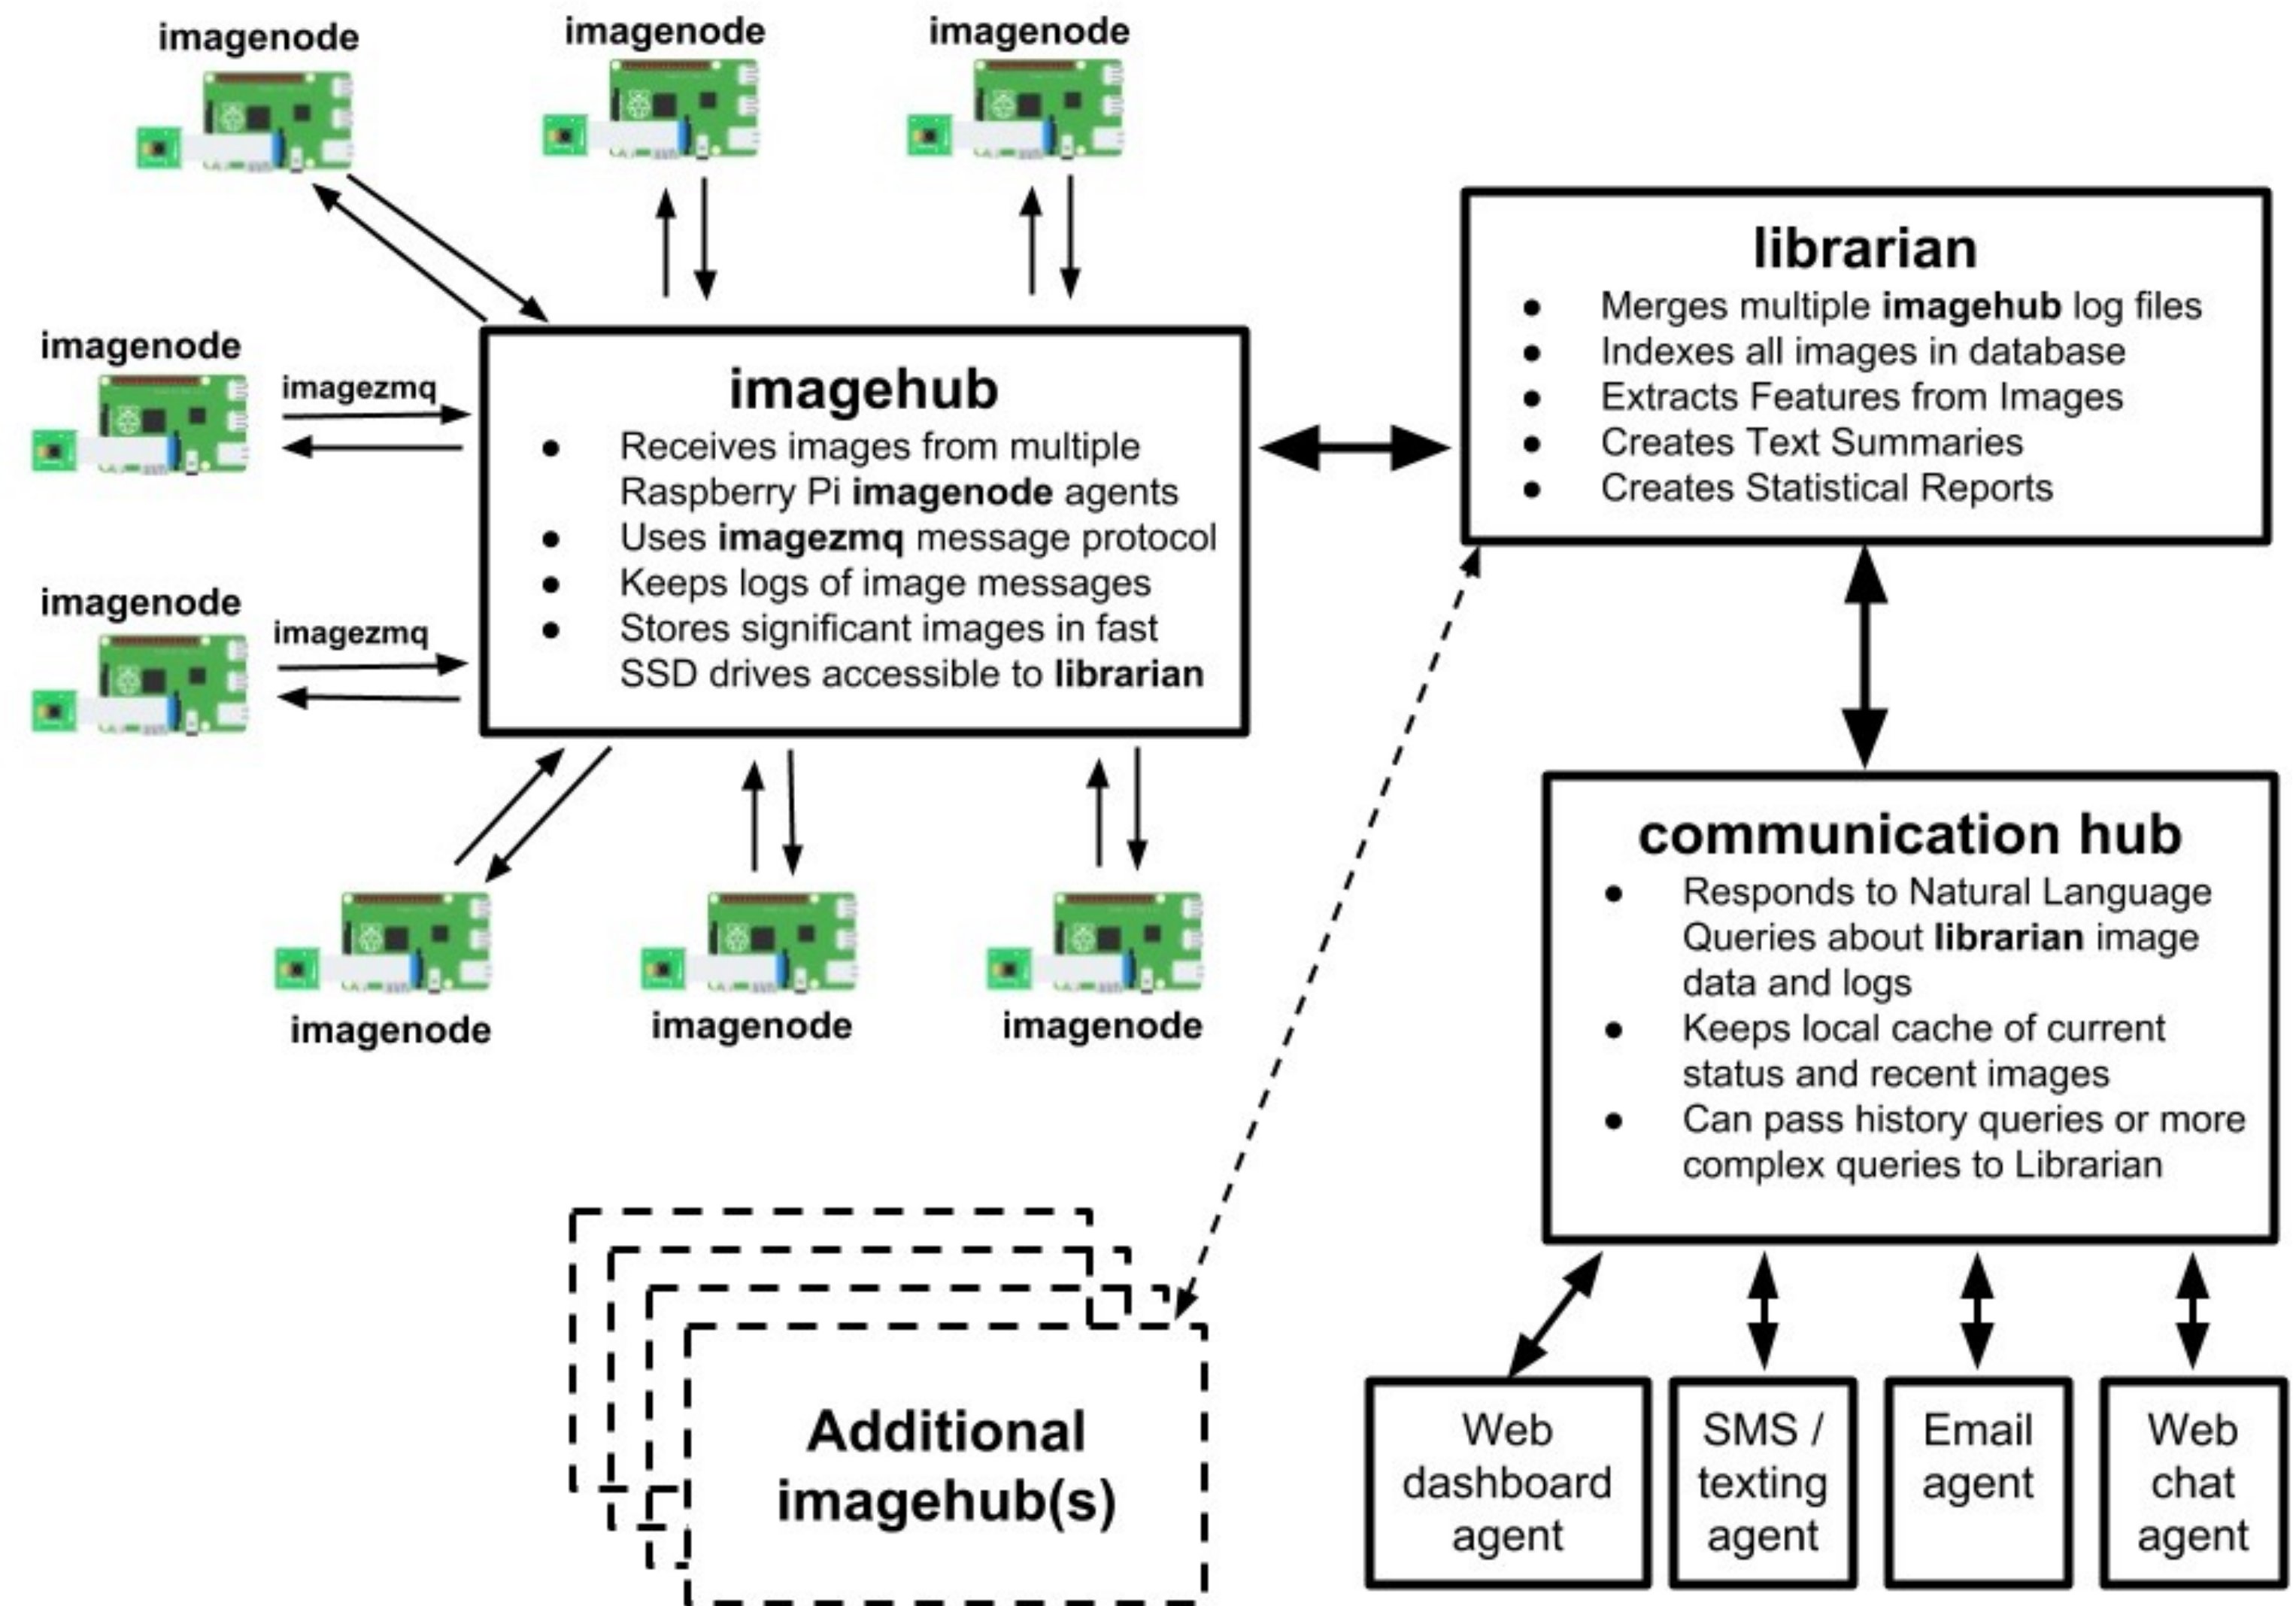 imagenode
imagenode
imagenode
imagenode
imagezmq
imagenode
imagezmq
imagehub
● Receives images from multiple
Raspberry Pi imagenode agents
● Uses imagezmq message protocol
● Keeps logs of image messages
● Stores significant images in fast
SSD drives accessible to librarian
imagenode
imagenode
imagenode
librarian
● Merges multiple imagehub log files
● Indexes all images in database
● Extracts Features from Images
● Creates Text Summaries
● Creates Statistical Reports
communication hub
● Responds to Natural Language
Queries about librarian image
data and logs
● Keeps local cache of current
status and recent images
● Can pass history queries or more
complex queries to Librarian
Additional
imagehub(s)
Web
dashboard
agent
SMS /
texting
agent
Email
agent
Web
chat
agent